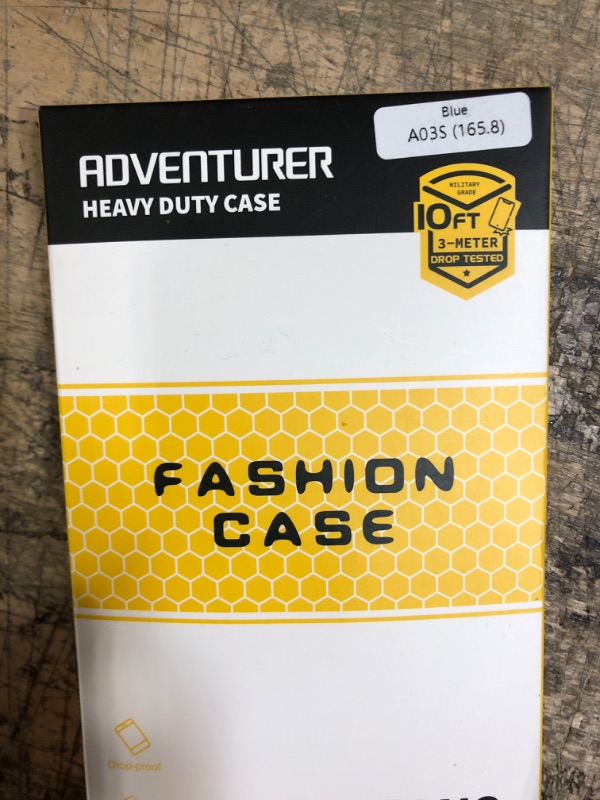 Blue
A03S (165.8)
ADVENTURER
HEAVY DUTY CASE
MILITARY
GRADE
10FT
3-METER
DROP TESTED
FASHION
CASE
Drop-proof